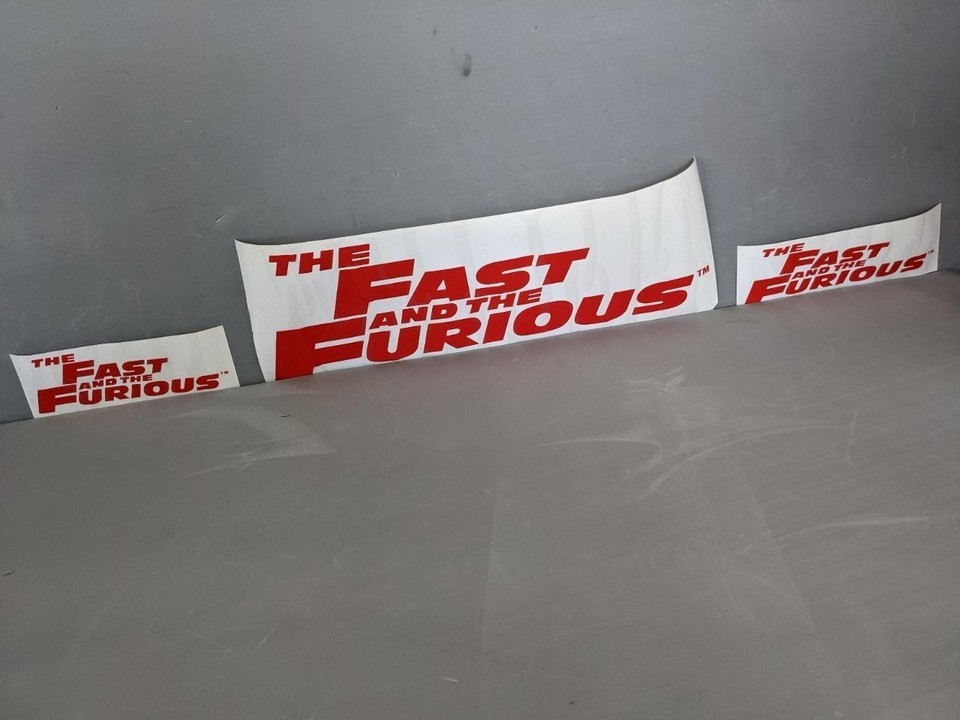 THE
FAST
AND THE
FURIOUS™
THE
FAST
AND THE
FURIOUS™
THE
FAST
AND THE
FURIOUS™